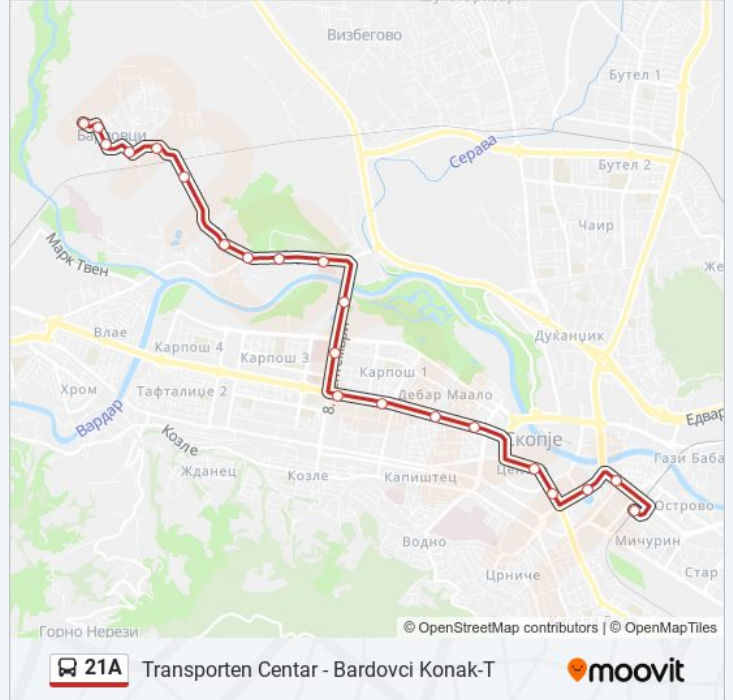 Визбегово
Бутел 1
Серава
Бутел 2
Чаир
Марк Твен
Же
Влае
Карпош 4
Карпош 3
Карпош 1
Дуќанџик
Хром
Тафталиџе 2
Дебар Маало
8.
Вардар
Едвар
Козле
Скопје
Гази Баба
Жданец
Козле
Капиштец
Острово
Водно
Мичурин
Црниче
Стар
Горно Нерези
© OpenStreetMap contributors | © OpenMapTiles
21A Transporten Centar - Bardovci Konak-T
moovit